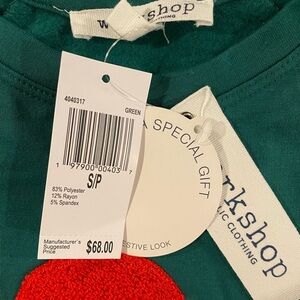 shop
CLOTHING
4040317
GREEN
1 97900 00403 7
S/P
83% Polyester
12% Rayon
5% Spandex
Manufacturer's
Suggested
Price
$68.00
A SPECIAL GIFT
ESTIVE LOOK
rkshop
LIC CLOTHING